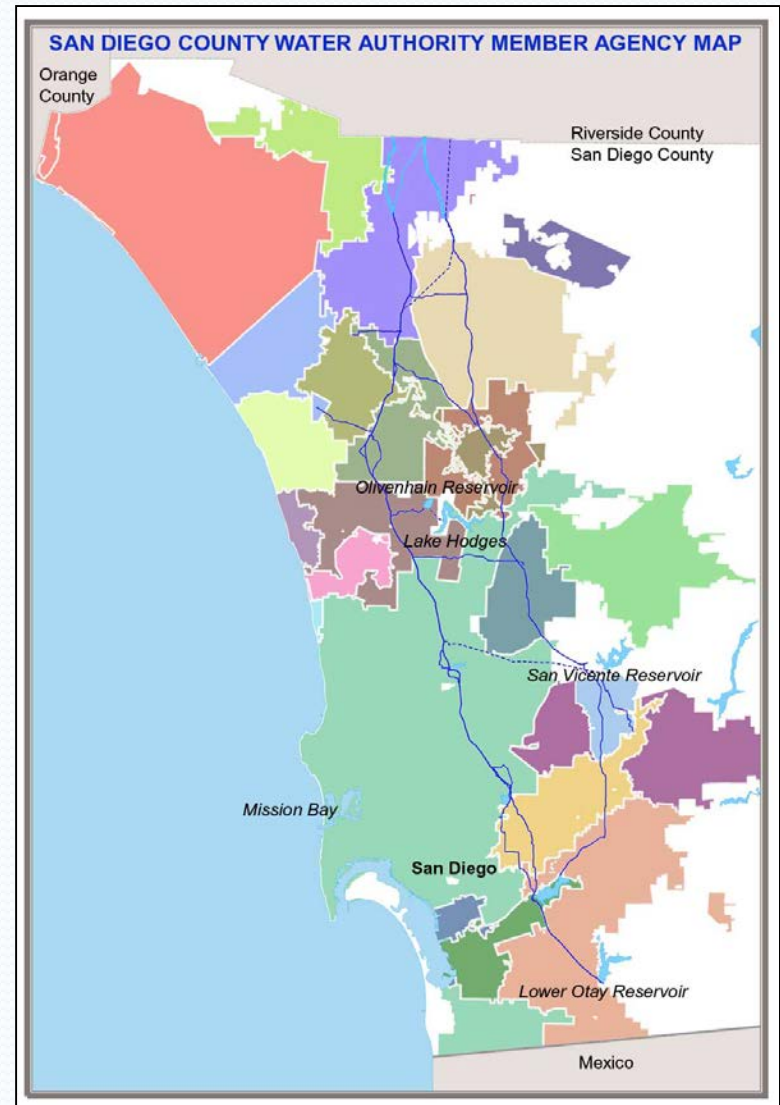 SAN DIEGO COUNTY WATER AUTHORITY MEMBER AGENCY MAP
Orange
County
Riverside County
San Diego County
Olivenhain Reservoir
Lake Hodges
San Vicente Reservoir
Mission Bay
San Diego
Lower Otay Reservoir
Mexico